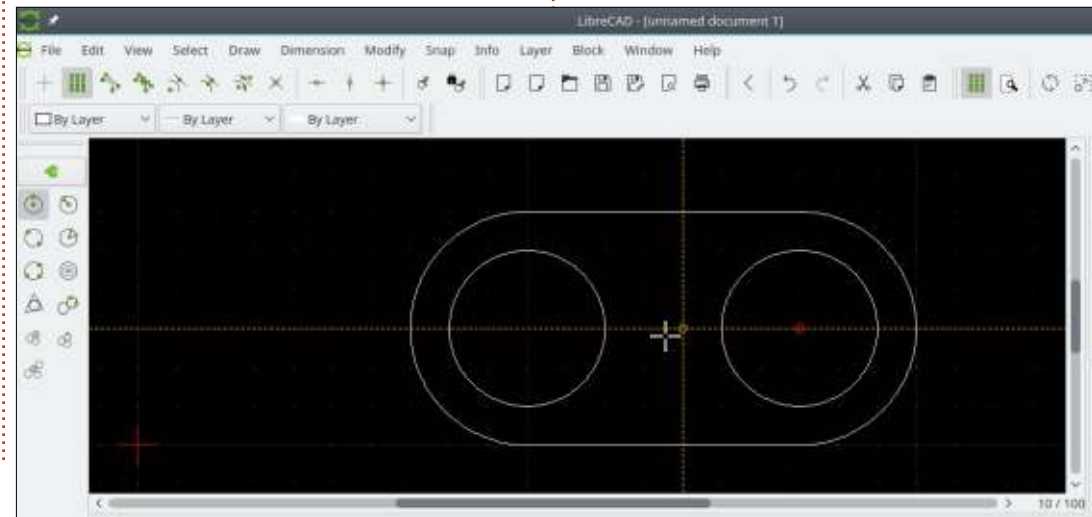 LibreCAD - [unnamed document 1]
File Edit View Select Draw Dimension Modify Snap Info Layer Block Window Help
By Layer By Layer By Layer
10 / 100